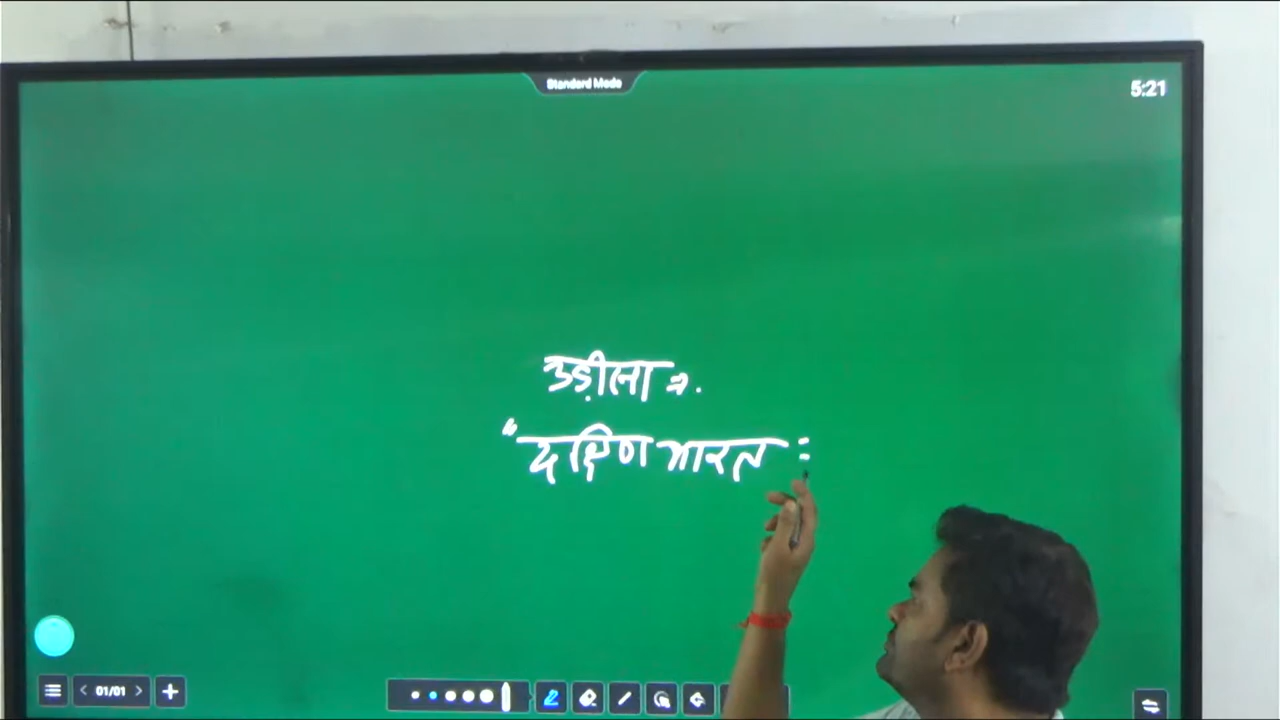 Standard Mode
5:21
उड़ीसा
" दक्षिण भारत :
01/01